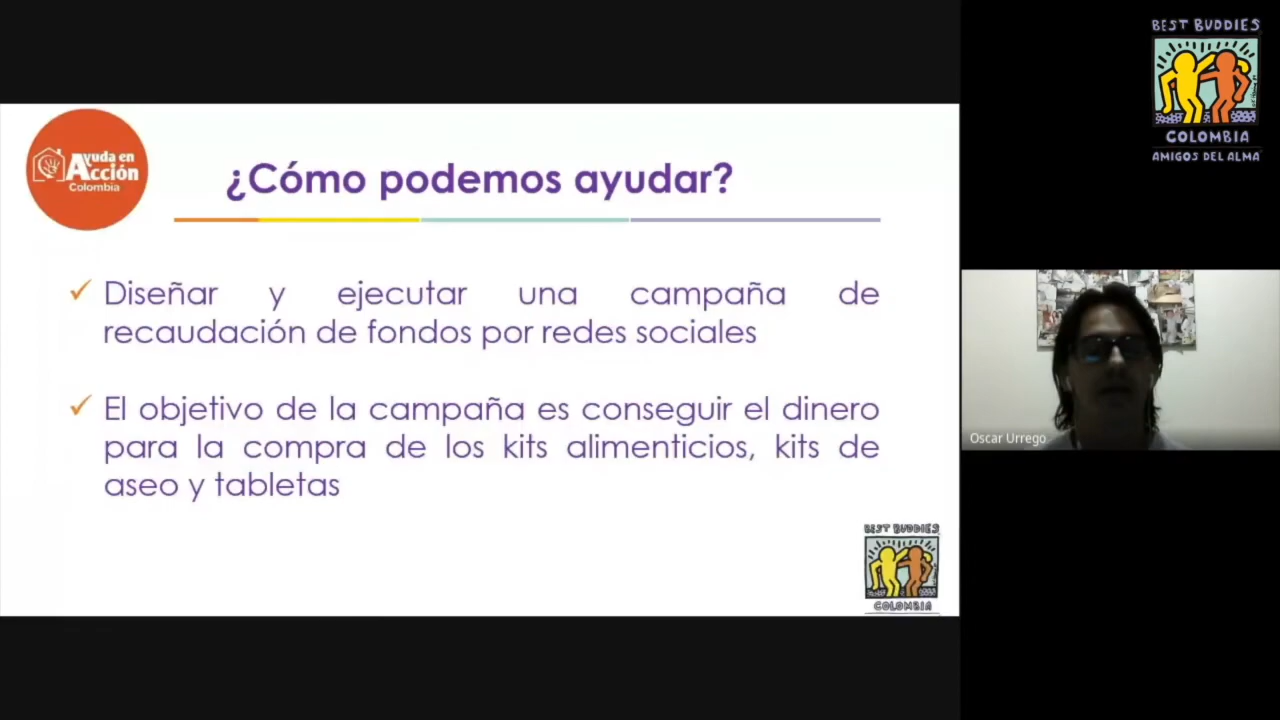 BEST BUDDIES
COLOMBIA
AMIGOS DEL ALMA
Ayuda en
Acción
Colombia
¿Cómo podemos ayudar?
✓ Diseñar y ejecutar una campaña de
recaudación de fondos por redes sociales
✓ El objetivo de la campaña es conseguir el dinero
para la compra de los kits alimenticios, kits de
aseo y tabletas
Oscar Urrego
BEST BUDDIES
COLOMBIA